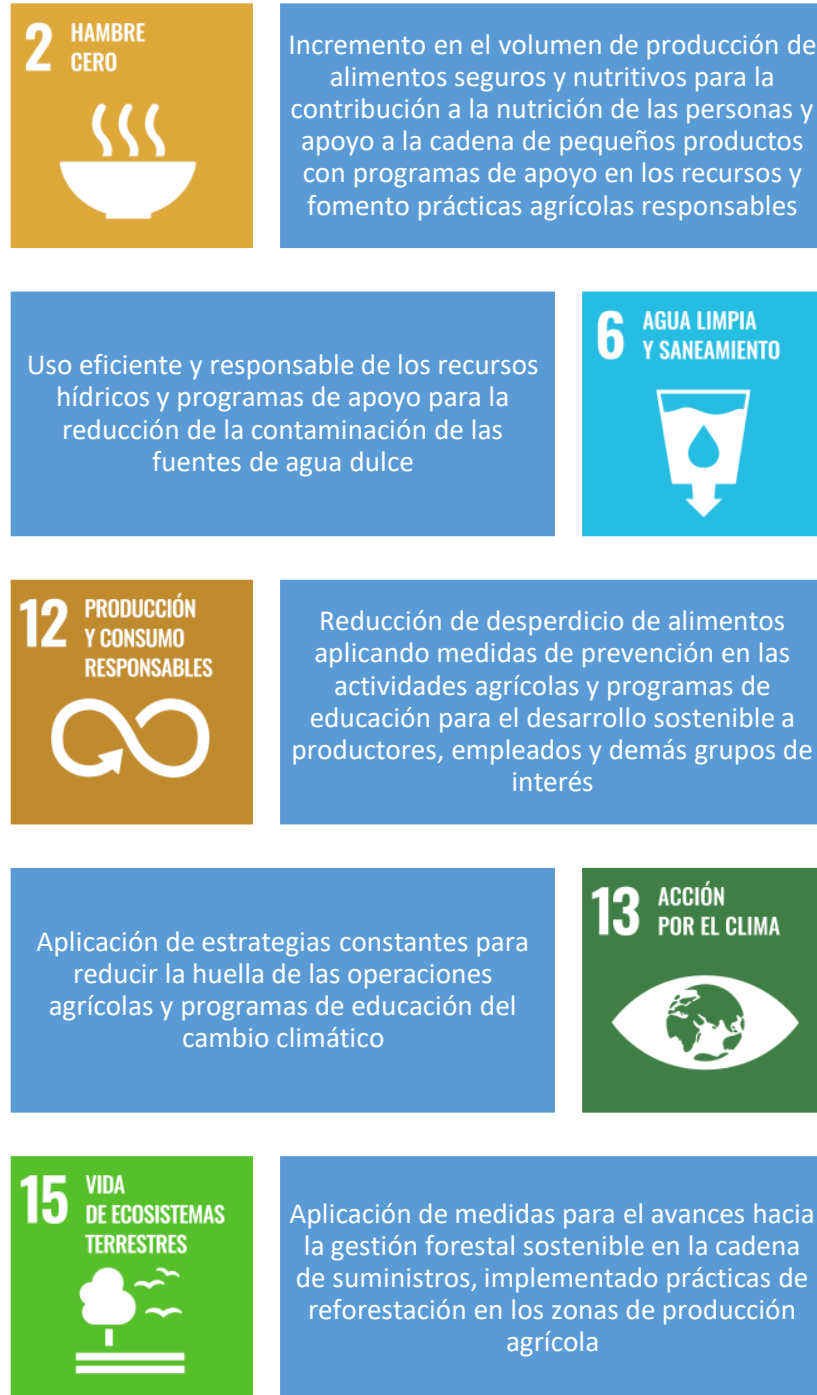 2 HAMBRE
CERO
Incremento en el volumen de producción de
alimentos seguros y nutritivos para la
contribución a la nutrición de las personas y
apoyo a la cadena de pequeños productos
con programas de apoyo en los recursos y
fomento prácticas agrícolas responsables
Uso eficiente y responsable de los recursos
hídricos y programas de apoyo para la
reducción de la contaminación de las
fuentes de agua dulce
6 AGUA LIMPIA
Y SANEAMIENTO
12 PRODUCCIÓN
Y CONSUMO
RESPONSABLES
Reducción de desperdicio de alimentos
aplicando medidas de prevención en las
actividades agrícolas y programas de
educación para el desarrollo sostenible a
productores, empleados y demás grupos de
interés
Aplicación de estrategias constantes para
reducir la huella de las operaciones
agrícolas y programas de educación del
cambio climático
13 ACCIÓN
POR EL CLIMA
15 VIDA
DE ECOSISTEMAS
TERRESTRES
Aplicación de medidas para el avances hacia
la gestión forestal sostenible en la cadena
de suministros, implementado prácticas de
reforestación en los zonas de producción
agrícola